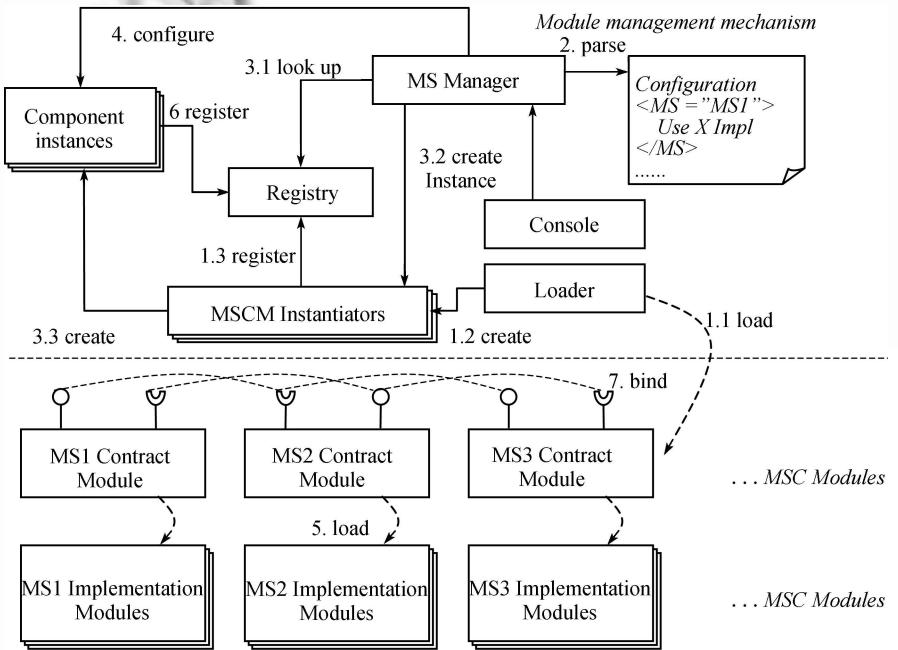 Module management mechanism
4. configure
2. parse
3.1 look up
MS Manager
Configuration
<MS =”MS1”>
Use X Impl
</MS>
......
Component
instances
6 register
Registry
3.2 create
Instance
Console
1.3 register
Loader
MSCM Instantiators
1.1 load
3.3 create
1.2 create
7. bind
MS1 Contract
Module
MS2 Contract
Module
MS3 Contract
Module
... MSC Modules
5. load
MS1 Implementation
Modules
MS2 Implementation
Modules
MS3 Implementation
Modules
... MSC Modules